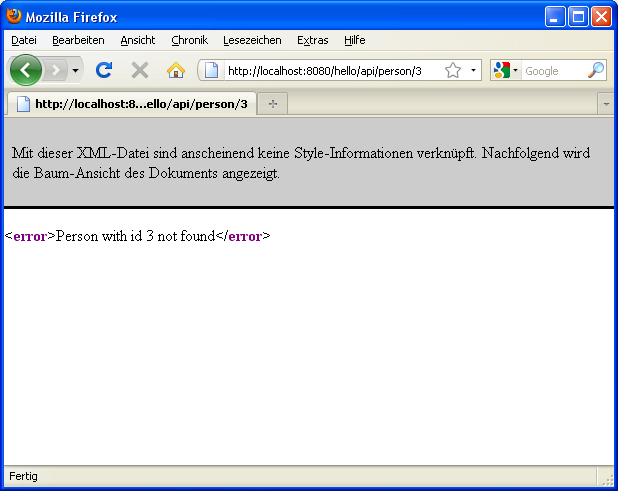 Mozilla Firefox
Datei Bearbeiten Ansicht Chronik Lesezeichen Extras Hilfe
http://localhost:8080/hello/api/person/3 Google
http://localhost:8...ello/api/person/3
Mit dieser XML-Datei sind anscheinend keine Style-Informationen verknüpft. Nachfolgend wird
die Baum-Ansicht des Dokuments angezeigt.
<error>Person with id 3 not found</error>
Fertig